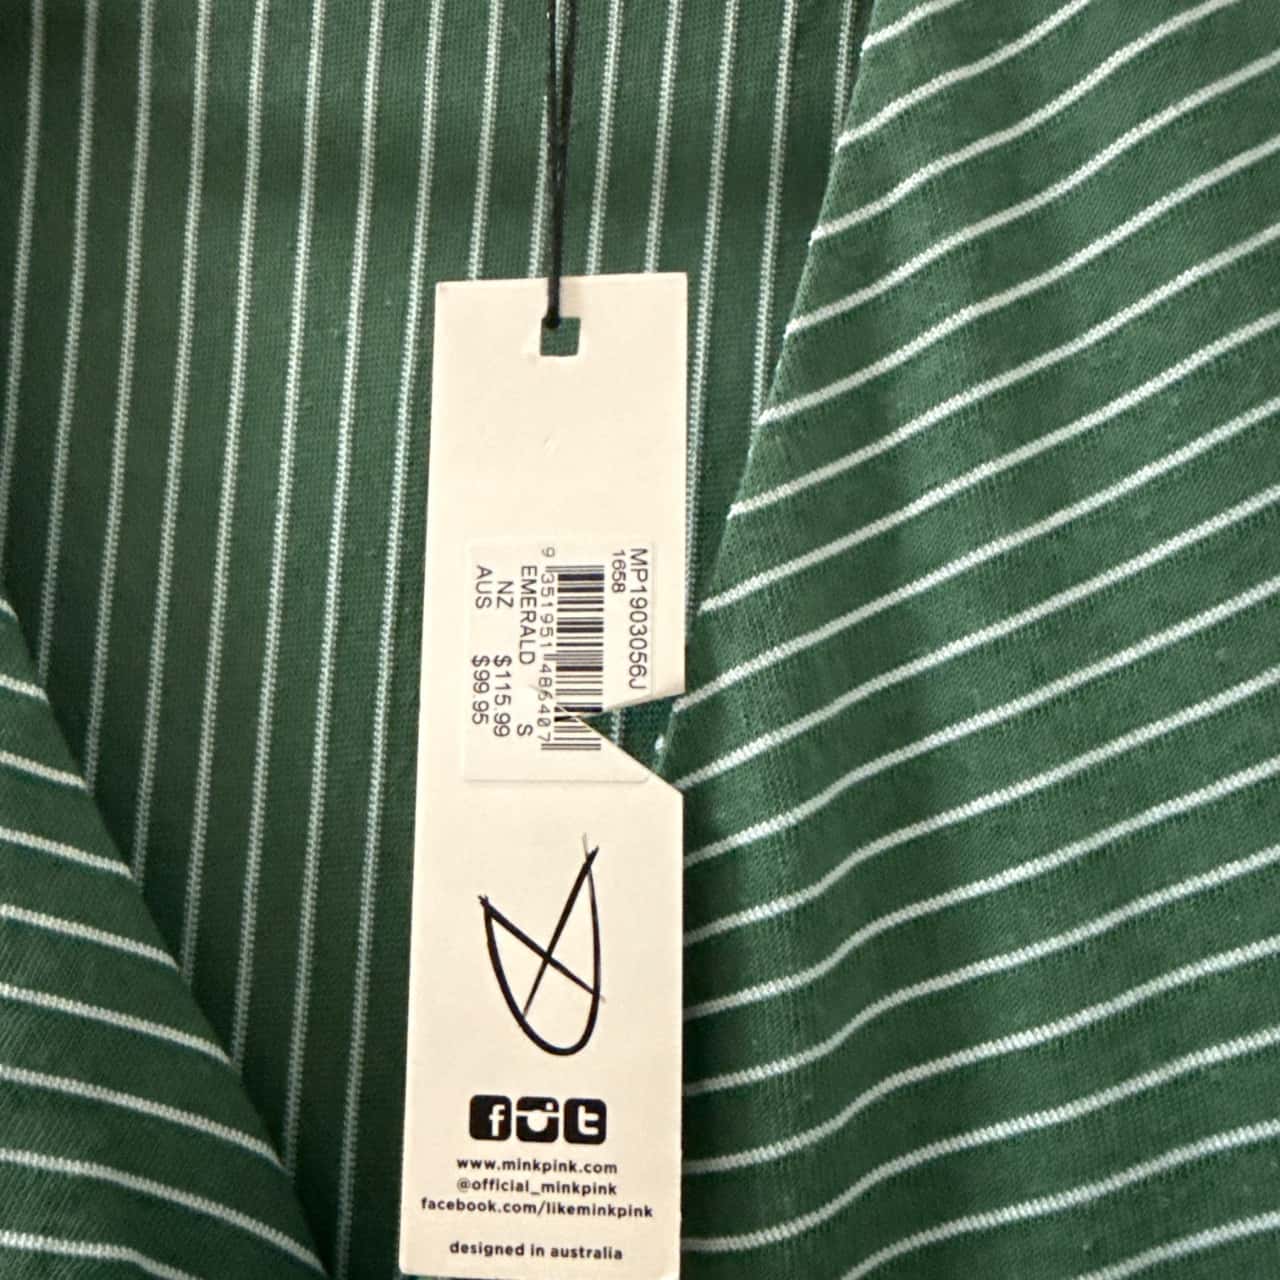 MP1903056J
1658
9 351951 486407
EMERALD S
NZ $115.99
AUS $99.95
f t
www.minkpink.com
@official_minkpink
facebook.com/likeminkpink
designed in australia